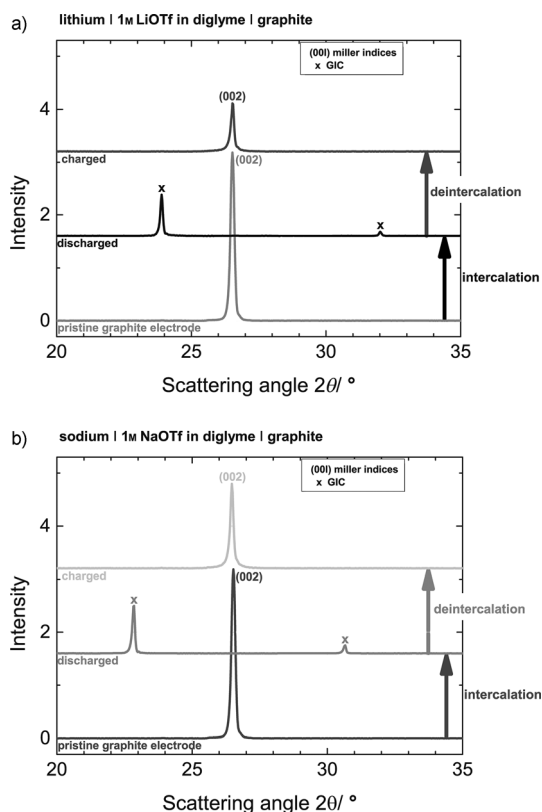 a) lithium | 1M LiOTf in diglyme | graphite
(00l) miller indices
x GIC
4
(002)
charged
(002)
deintercalation
x
2
x
discharged
intercalation
0
pristine graphite electrode
20 25 30 35
Intensity
Scattering angle 2θ/ °
b) sodium | 1M NaOTf in diglyme | graphite
(00l) miller indices
x GIC
(002)
4
charged
(002)
deintercalation
x
2
x
discharged
intercalation
0
pristine graphite electrode
20 25 30 35
Intensity
Scattering angle 2θ/ °